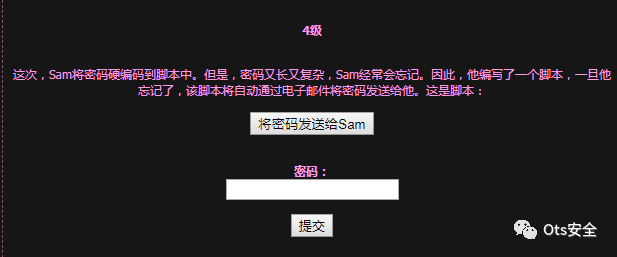 4级
这次，Sam将密码硬编码到脚本中。但是，密码又长又复杂，Sam经常会忘记。因此，他编写了一个脚本，一旦他
忘记了，该脚本将自动通过电子邮件将密码发送给他。这是脚本：
将密码发送给Sam
密码：
提交
Ots安全